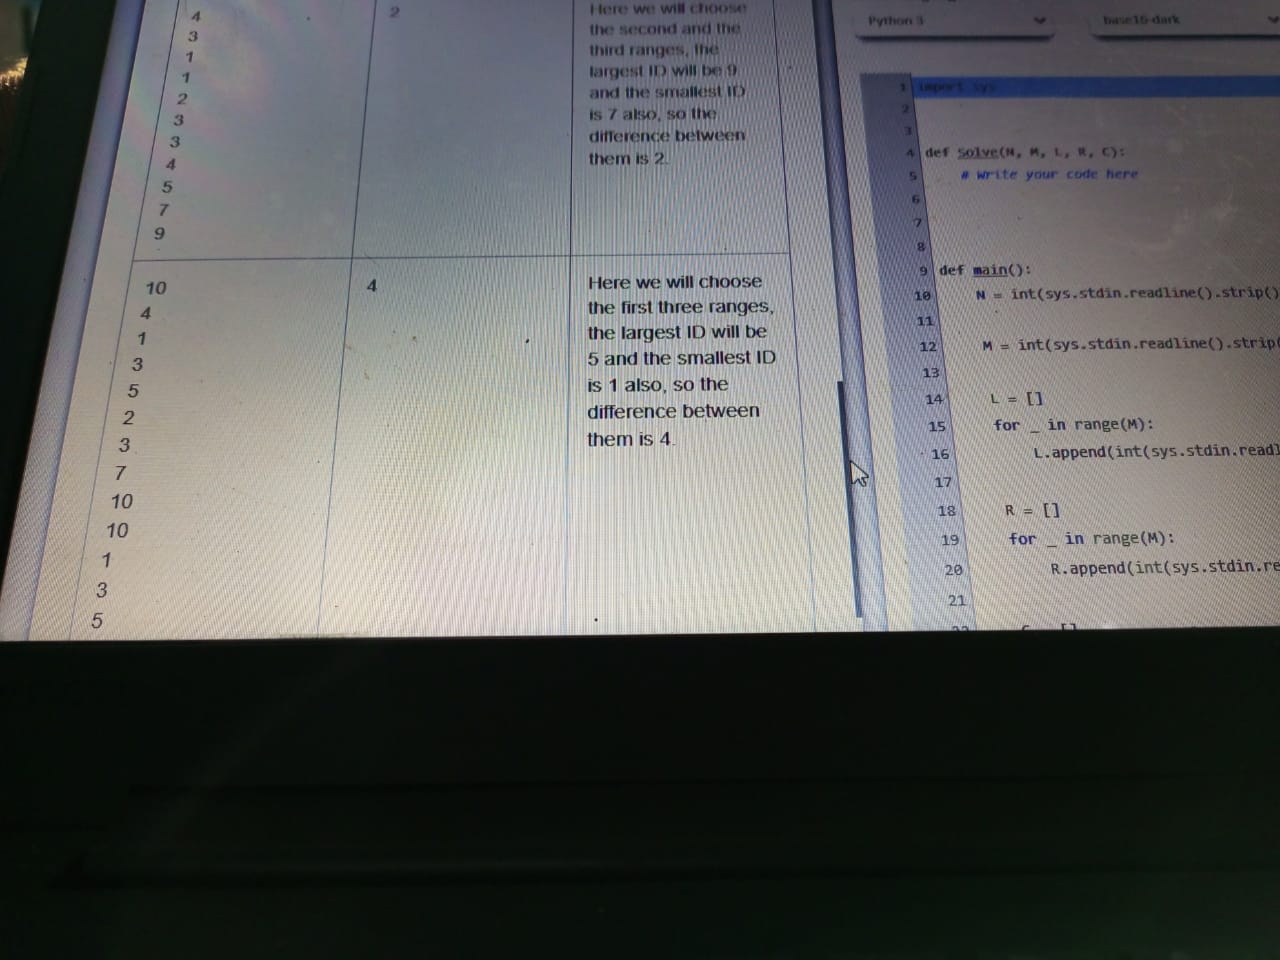 4
3
1
1
2
3
3
4
5
7
9
2
Here we will choose
the second and the
third ranges, the
largest ID will be 9
and the smallest ID
is 7 also, so the
difference between
them is 2.
10
4
1
3
5
2
3
7
10
10
1
3
5
4
Here we will choose
the first three ranges,
the largest ID will be
5 and the smallest ID
is 1 also, so the
difference between
them is 4.
Python 3
base16-dark
1 import sys
2
3
4 def Solve(N, M, L, R, C):
5 # Write your code here
6
7
8
9 def main():
10 N = int(sys.stdin.readline().strip()
11
12 M = int(sys.stdin.readline().strip(
13
14 L = []
15 for _ in range(M):
16 L.append(int(sys.stdin.readl
17
18 R = []
19 for _ in range(M):
20 R.append(int(sys.stdin.re
21